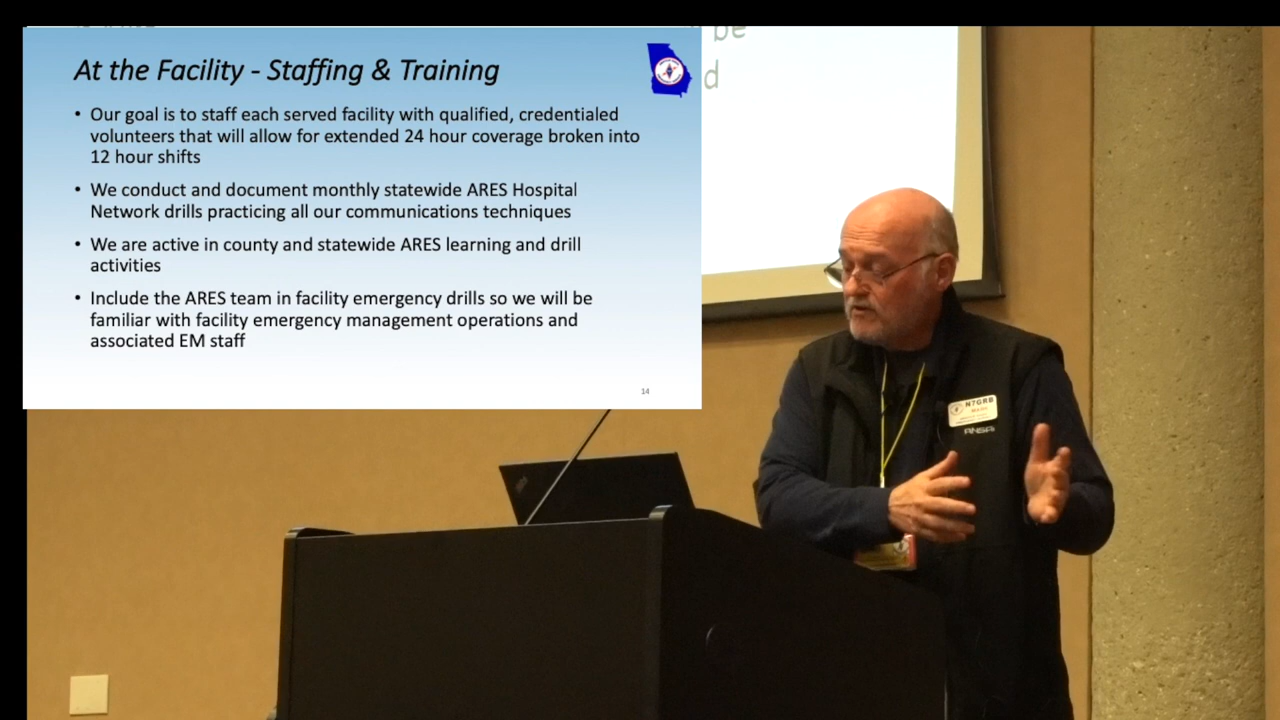 At the Facility - Staffing & Training
• Our goal is to staff each served facility with qualified, credentialed
volunteers that will allow for extended 24 hour coverage broken into
12 hour shifts
• We conduct and document monthly statewide ARES Hospital
Network drills practicing all our communications techniques
• We are active in county and statewide ARES learning and drill
activities
• Include the ARES team in facility emergency drills so we will be
familiar with facility emergency management operations and
associated EM staff
14
be
d
N7GRB